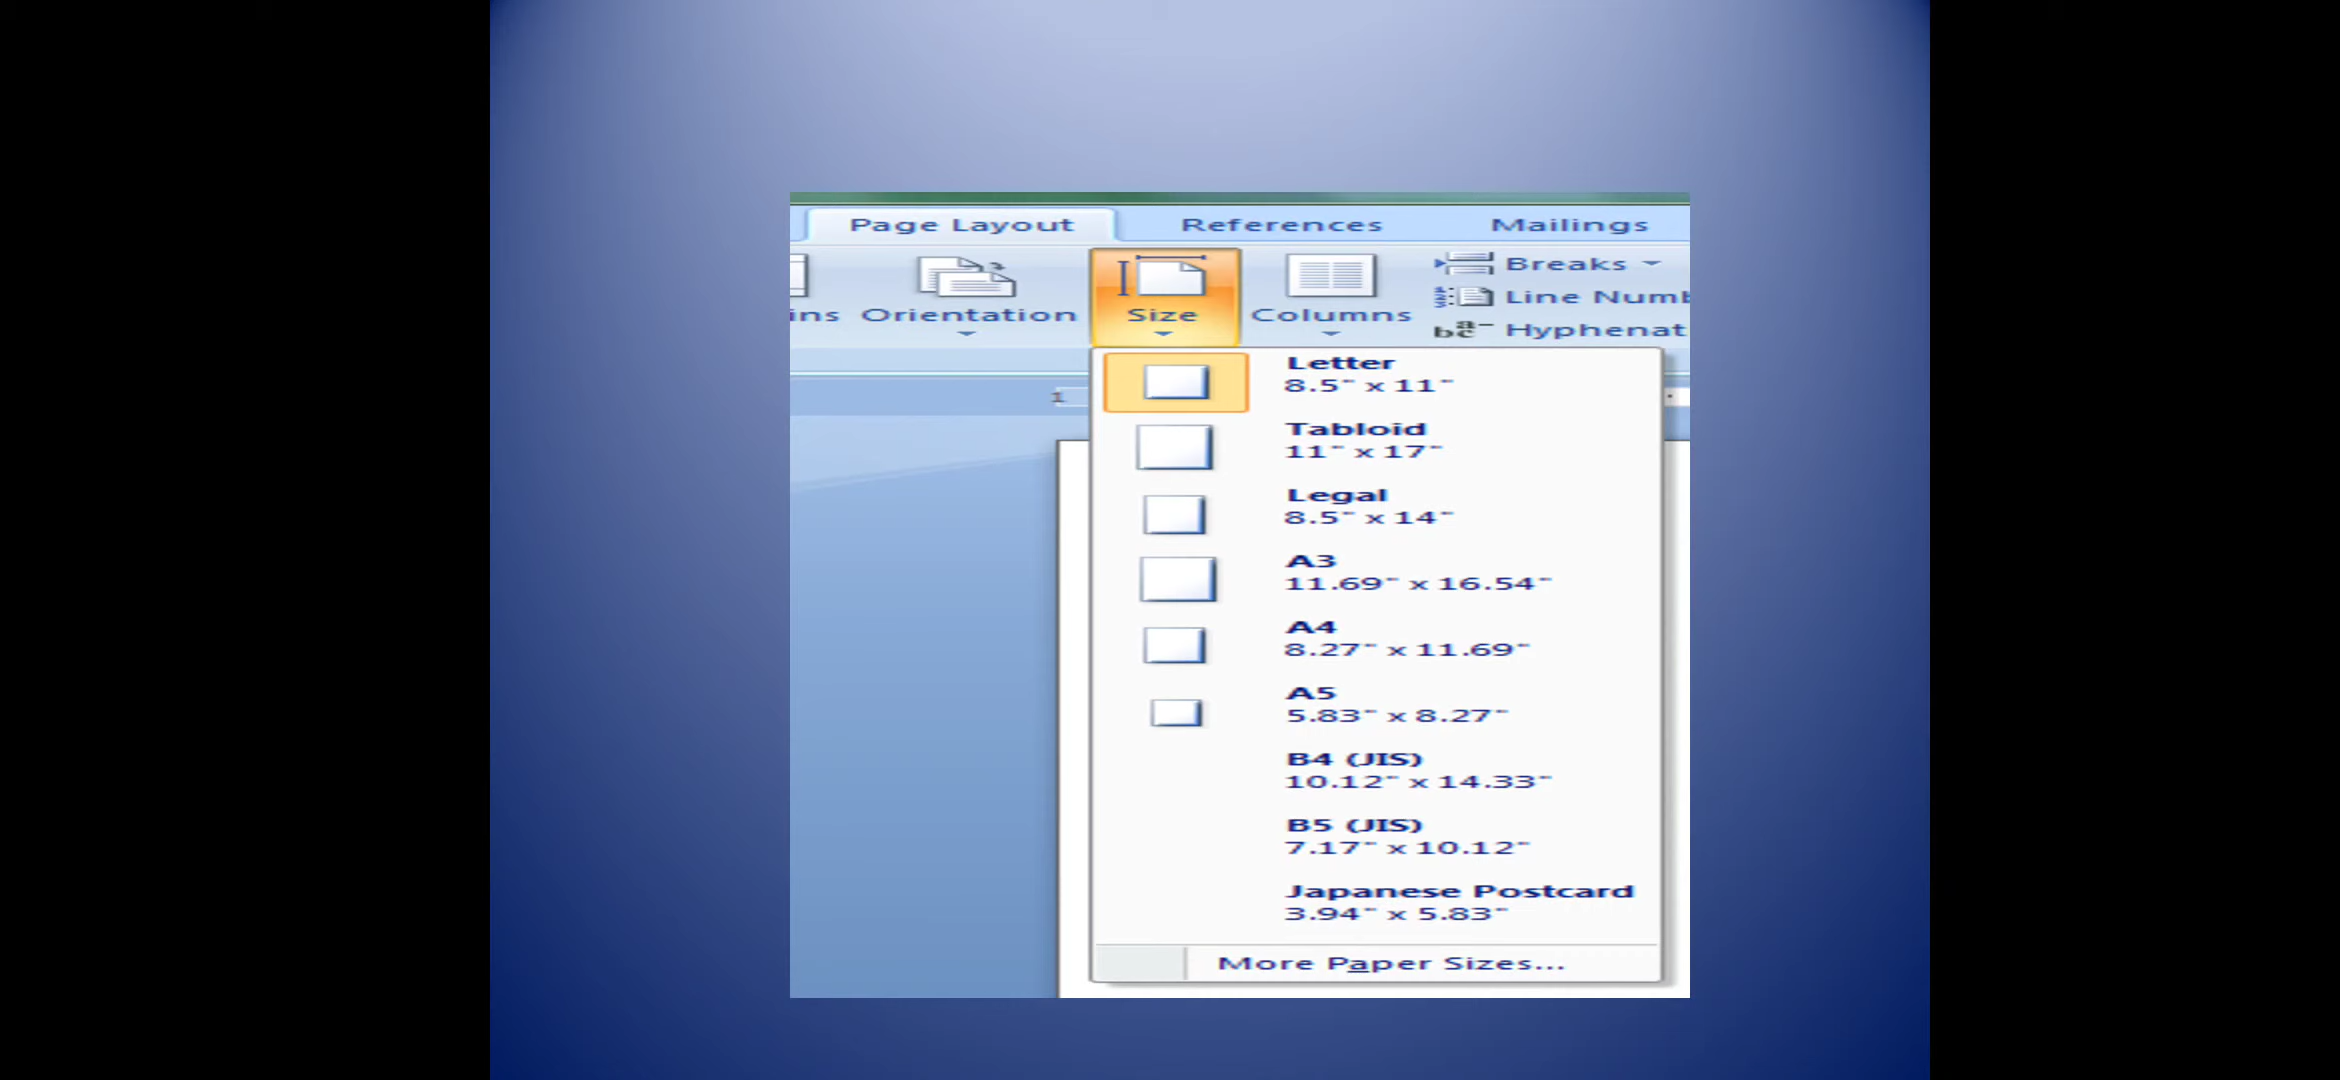 Page Layout References Mailings
ins Orientation Size Columns Breaks
Line Numb
Hyphenat
1
Letter
8.5" x 11"
Tabloid
11" x 17"
Legal
8.5" x 14"
A3
11.69" x 16.54"
A4
8.27" x 11.69"
A5
5.83" x 8.27"
B4 (JIS)
10.12" x 14.33"
B5 (JIS)
7.17" x 10.12"
Japanese Postcard
3.94" x 5.83"
More Paper Sizes...